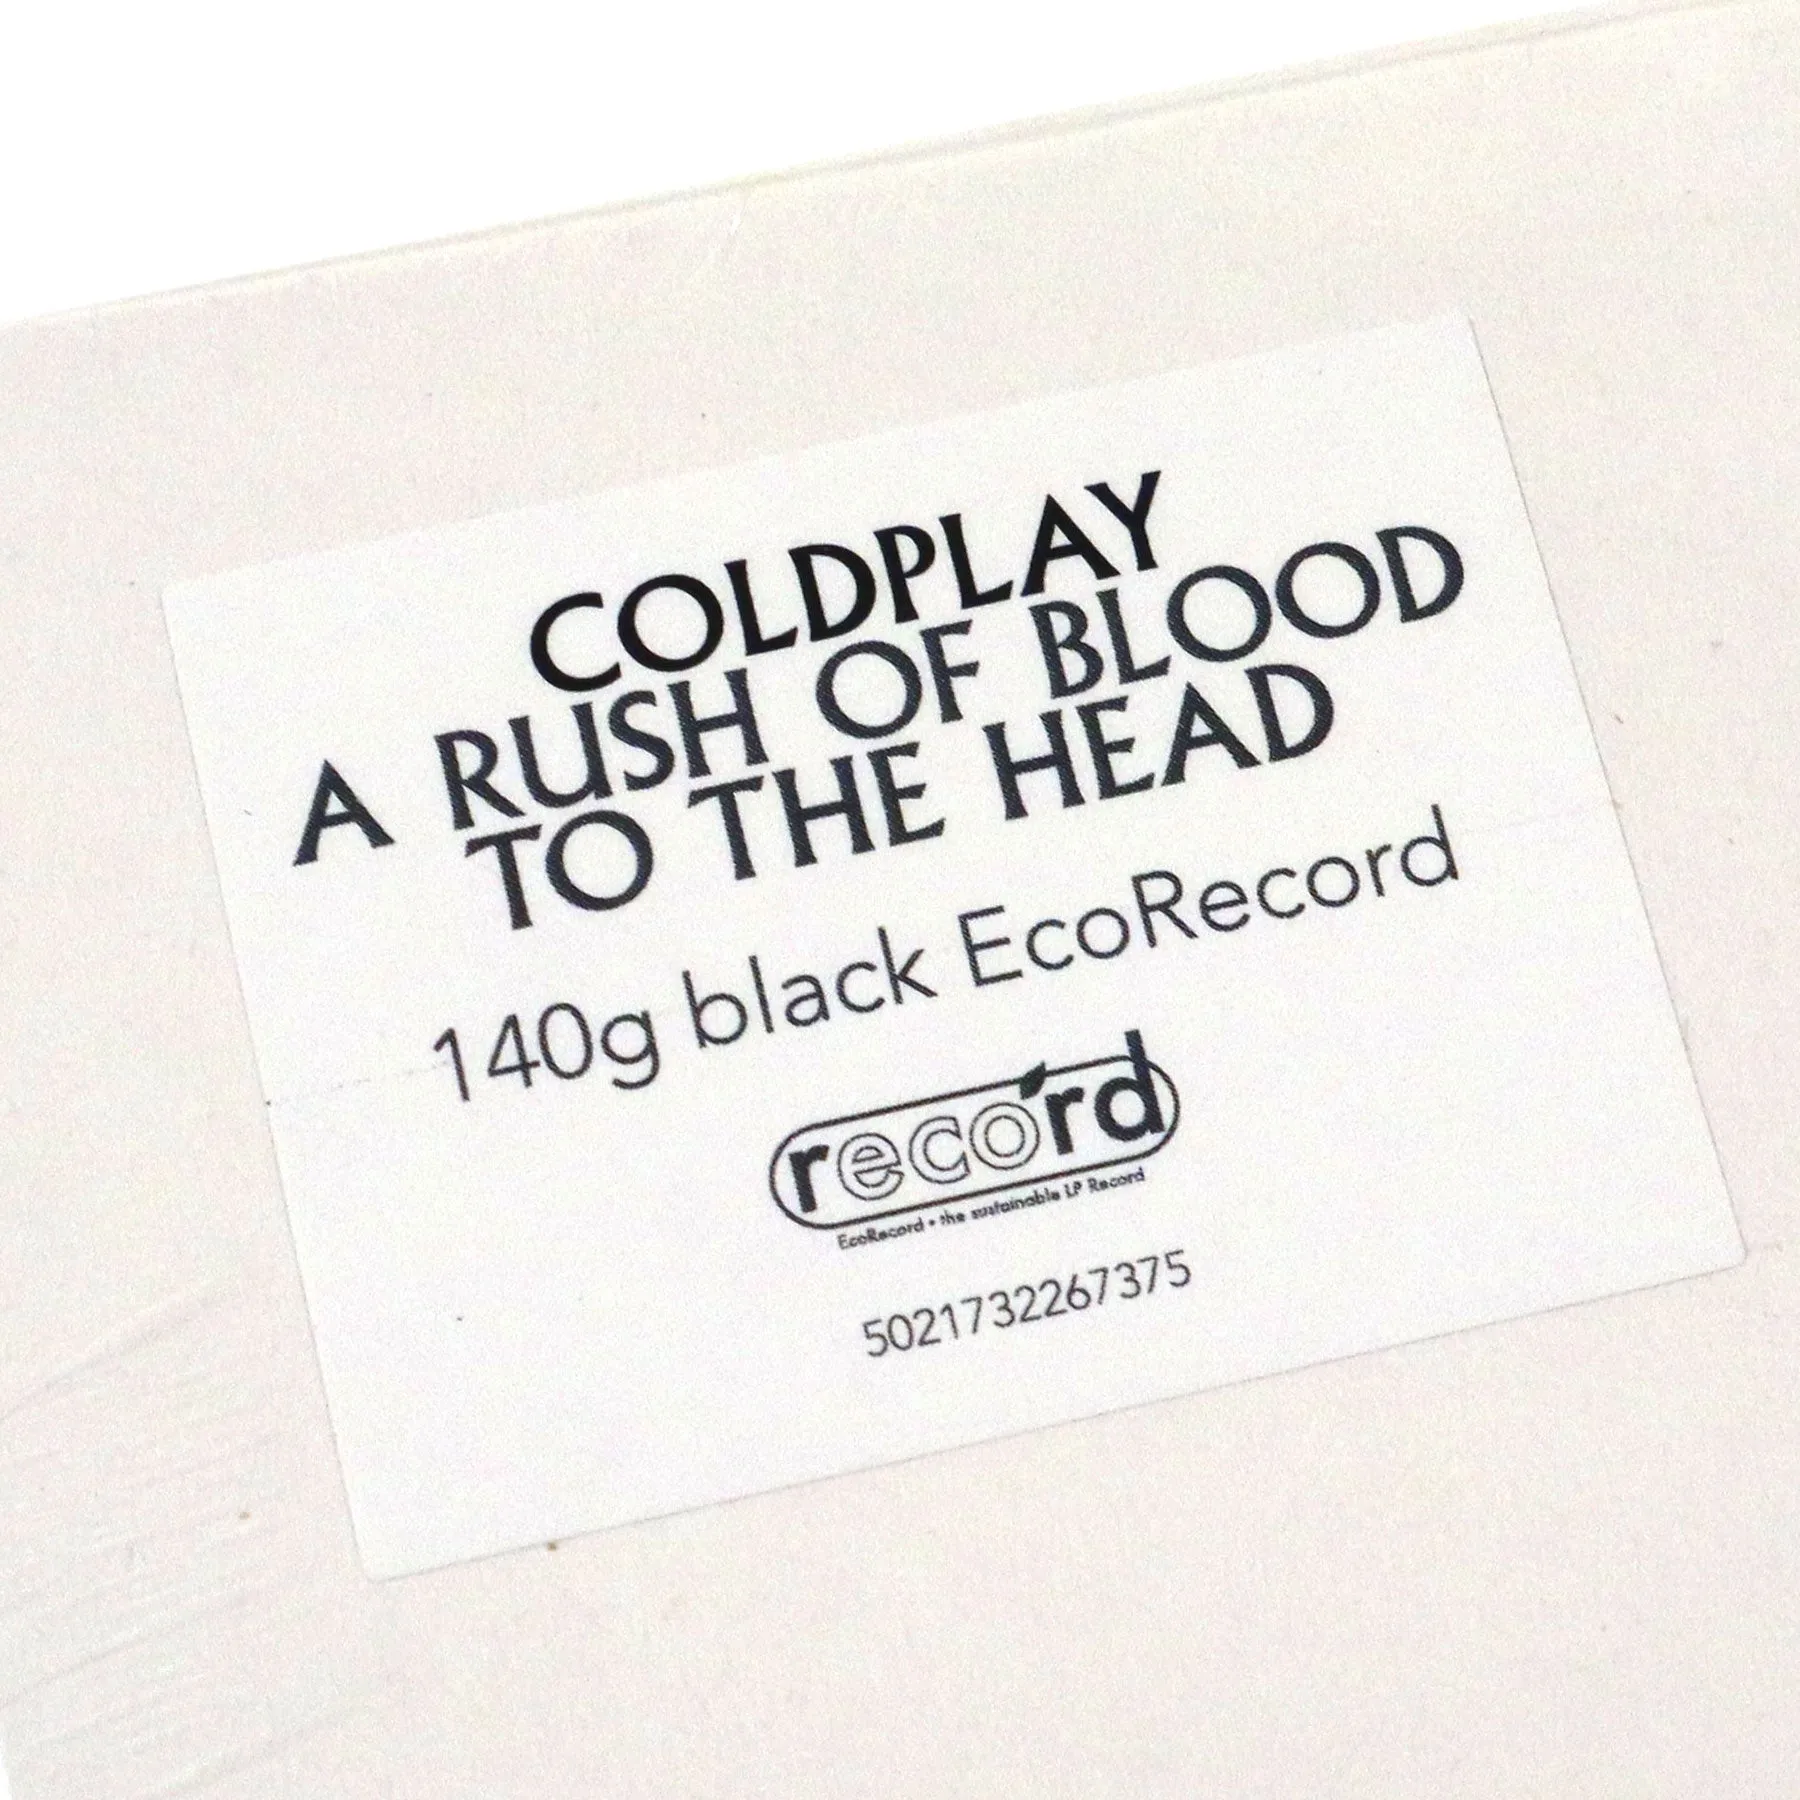 COLDPLAY
A RUSH OF BLOOD
TO THE HEAD
140g black EcoRecord
record
EcoRecord • the sustainable LP Record
5021732267375